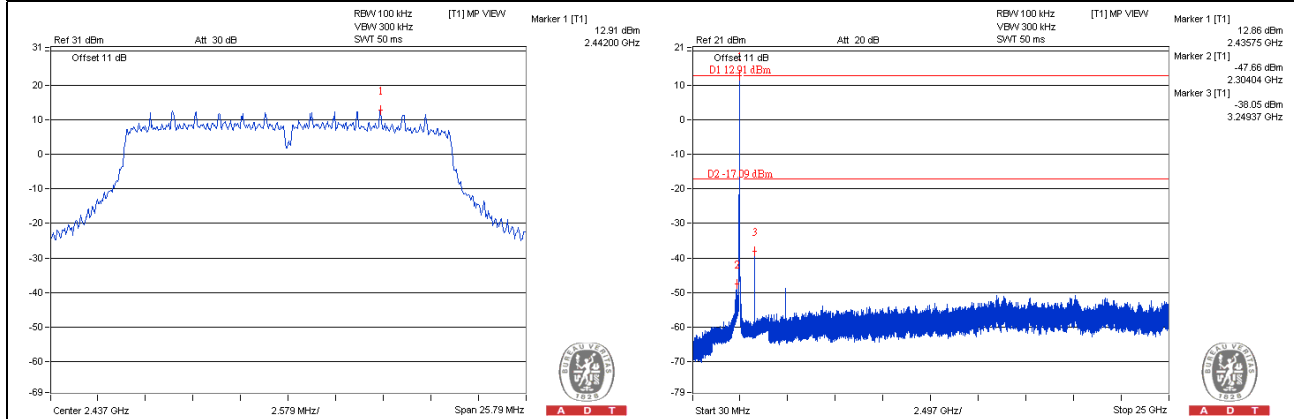 RBW 100 kHz [T1] MP VIEW
VBW 300 kHz
Ref 31 dBm Att 30 dB SWT 50 ms
Marker 1 [T1]
12.91 dBm
2.44200 GHz
31
Offset 11 dB
20
1
10
0
-10
-20
-30
-40
-50
-60
-69
Center 2.437 GHz 2.579 MHz/ Span 25.79 MHz
BUREAU VERITAS
1828
A D T
RBW 100 kHz [T1] MP VIEW
VBW 300 kHz
Ref 21 dBm Att 20 dB SWT 50 ms
Marker 1 [T1]
12.86 dBm
2.43575 GHz
Marker 2 [T1]
-47.66 dBm
2.30404 GHz
Marker 3 [T1]
-38.05 dBm
3.24937 GHz
21
Offset 11 dB
D1 12.91 dBm
10
0
-10
D2 -17.09 dBm
-20
-30
3
-40
2
-50
-60
-70
-79
Start 30 MHz 2.497 GHz/ Stop 25 GHz
BUREAU VERITAS
1828
A D T